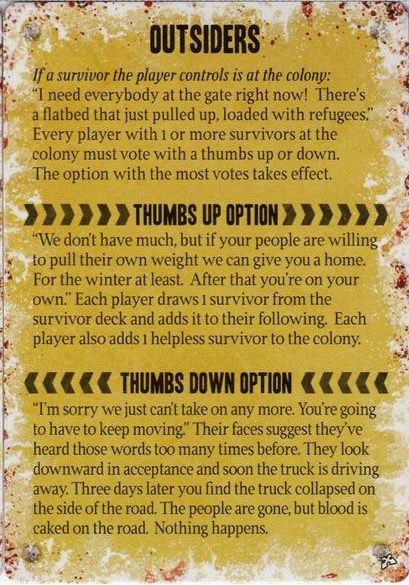 OUTSIDERS
If a survivor the player controls is at the colony:
“I need everybody at the gate right now!  There’s
a flatbed that just pulled up, loaded with refugees.”
Every player with 1 or more survivors at the
colony must vote with a thumbs up or down.
The option with the most votes takes effect.
THUMBS UP OPTION
“We don’t have much, but if your people are willing
to pull their own weight we can give you a home.
For the winter at least.  After that you’re on your
own.” Each player draws 1 survivor from the
survivor deck and adds it to their following.  Each
player also adds 1 helpless survivor to the colony.
THUMBS DOWN OPTION
“I’m sorry we just can’t take on any more. You’re going
to have to keep moving.” Their faces suggest they’ve
heard those words too many times before. They look
downward in acceptance and soon the truck is driving
away. Three days later you find the truck collapsed on
the side of the road. The people are gone, but blood is
caked on the road.  Nothing happens.